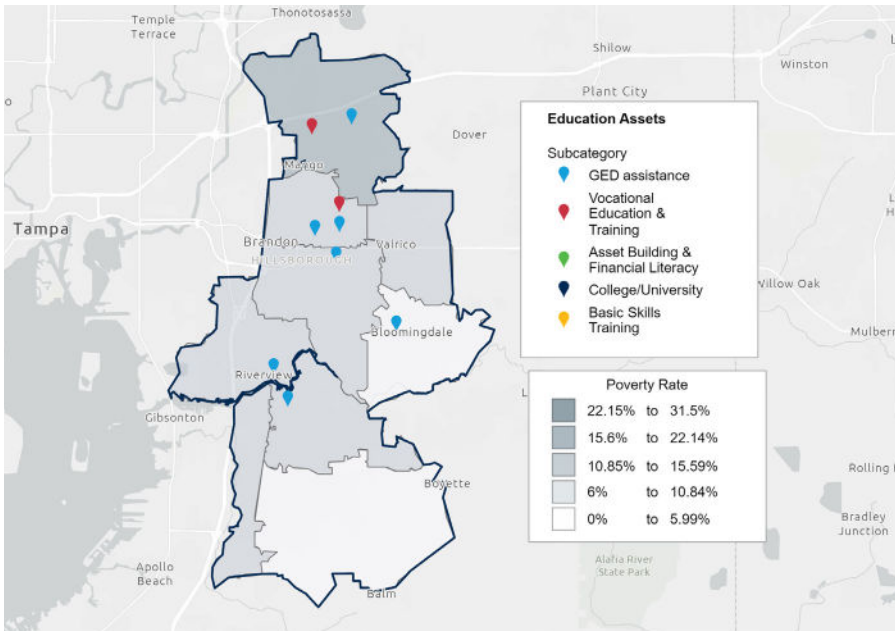 Thonotosassa
Temple
Terrace
Shilow
Winston
Plant City
Dover
Mango
Tampa
Brandon
Valrico
HILLSBOROUGH
Willow Oak
Bloomingdale
Mulber
Riverview
Gibsonton
Boyette
Rolling
Bradley
Junction
Apollo
Beach
Alafia River
State Park
Balm
Education Assets
Subcategory
GED assistance
Vocational
Education &
Training
Asset Building &
Financial Literacy
College/University
Basic Skills
Training
Poverty Rate
22.15% to 31.5%
15.6% to 22.14%
10.85% to 15.59%
6% to 10.84%
0% to 5.99%